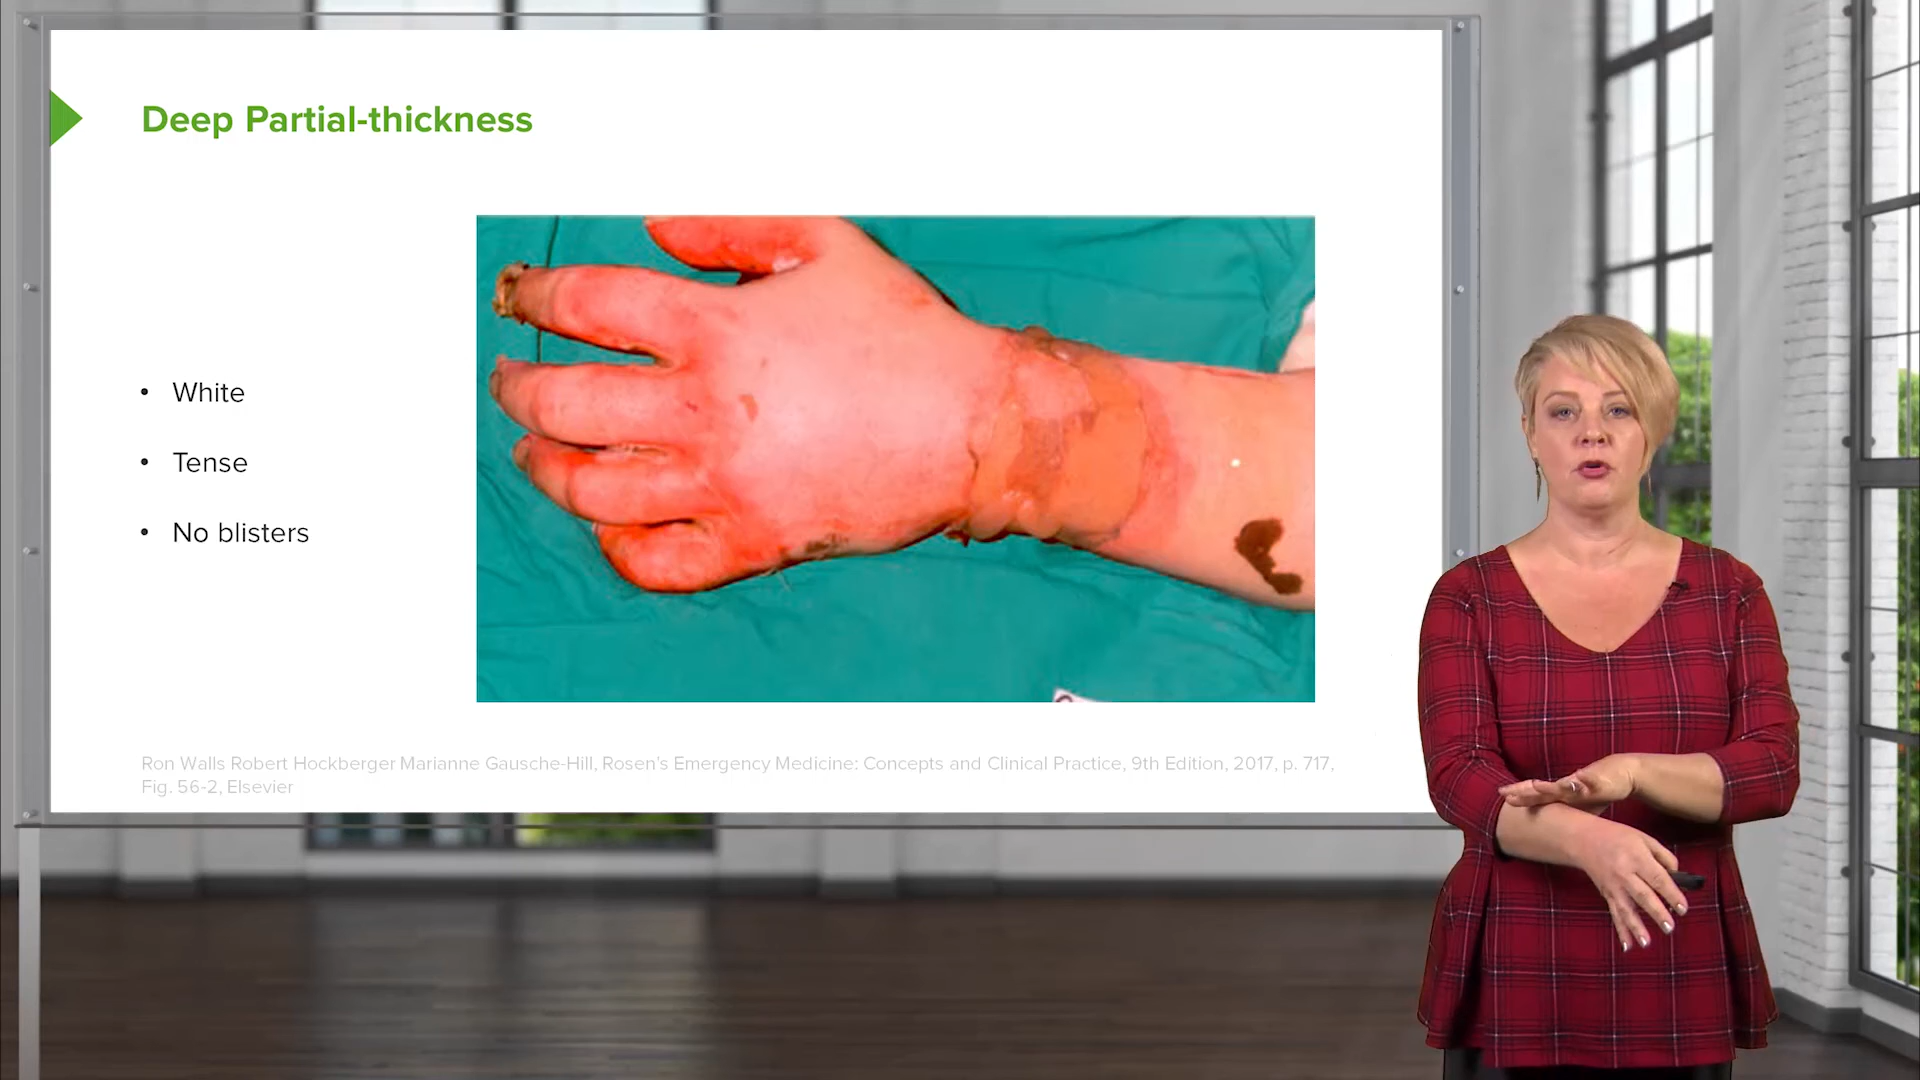 Deep Partial-thickness
• White
• Tense
• No blisters
Ron Walls Robert Hockberger Marianne Gausche-Hill, Rosen's Emergency Medicine: Concepts and Clinical Practice, 9th Edition, 2017, p. 717,
Fig. 56-2, Elsevier